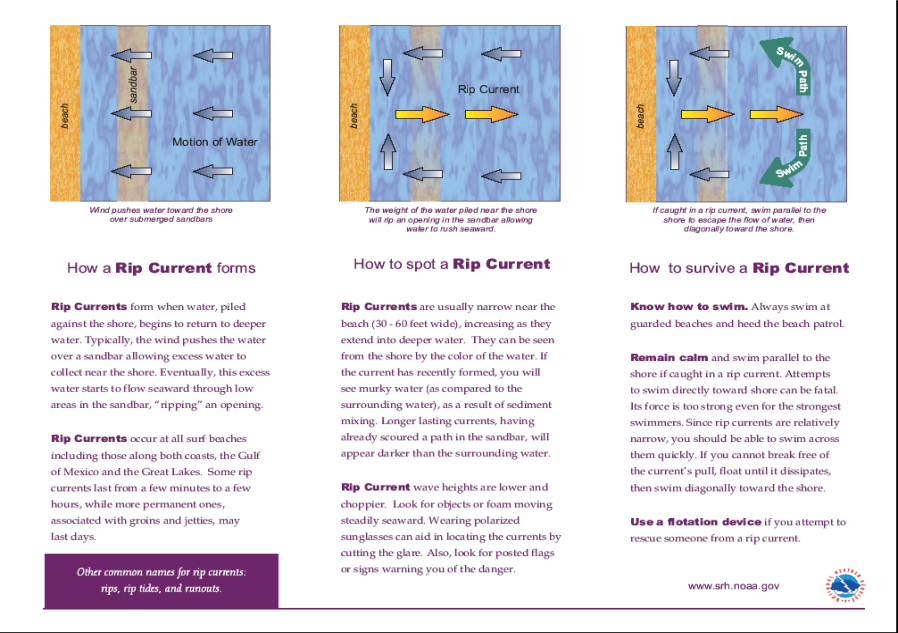 beach
sandbar
Motion of Water
Wind pushes water toward the shore
over submerged sandbars
How a Rip Current forms
Rip Currents form when water, piled
against the shore, begins to return to deeper
water. Typically, the wind pushes the water
over a sandbar allowing excess water to
collect near the shore. Eventually, this excess
water starts to flow seaward through low
areas in the sandbar, “ripping” an opening.
Rip Currents occur at all surf beaches
including those along both coasts, the Gulf
of Mexico and the Great Lakes. Some rip
currents last from a few minutes to a few
hours, while more permanent ones,
associated with groins and jetties, may
last days.
Other common names for rip currents:
rips, rip tides, and runouts.
beach
Rip Current
The weight of the water piled near the shore
will rip an opening in the sandbar allowing
water to rush seaward.
How to spot a Rip Current
Rip Currents are usually narrow near the
beach (30 - 60 feet wide), increasing as they
extend into deeper water. They can be seen
from the shore by the color of the water. If
the current has recently formed, you will
see murky water (as compared to the
surrounding water), as a result of sediment
mixing. Longer lasting currents, having
already scoured a path in the sandbar, will
appear darker than the surrounding water.
Rip Current wave heights are lower and
choppier. Look for objects or foam moving
steadily seaward. Wearing polarized
sunglasses can aid in locating the currents by
cutting the glare. Also, look for posted flags
or signs warning you of the danger.
beach
Swim Path
Swim Path
If caught in a rip current, swim parallel to the
shore to escape the flow of water, then
diagonally toward the shore.
How to survive a Rip Current
Know how to swim. Always swim at
guarded beaches and heed the beach patrol.
Remain calm and swim parallel to the
shore if caught in a rip current. Attempts
to swim directly toward shore can be fatal.
Its force is too strong even for the strongest
swimmers. Since rip currents are relatively
narrow, you should be able to swim across
them quickly. If you cannot break free of
the current’s pull, float until it dissipates,
then swim diagonally toward the shore.
Use a flotation device if you attempt to
rescue someone from a rip current.
www.srh.noaa.gov